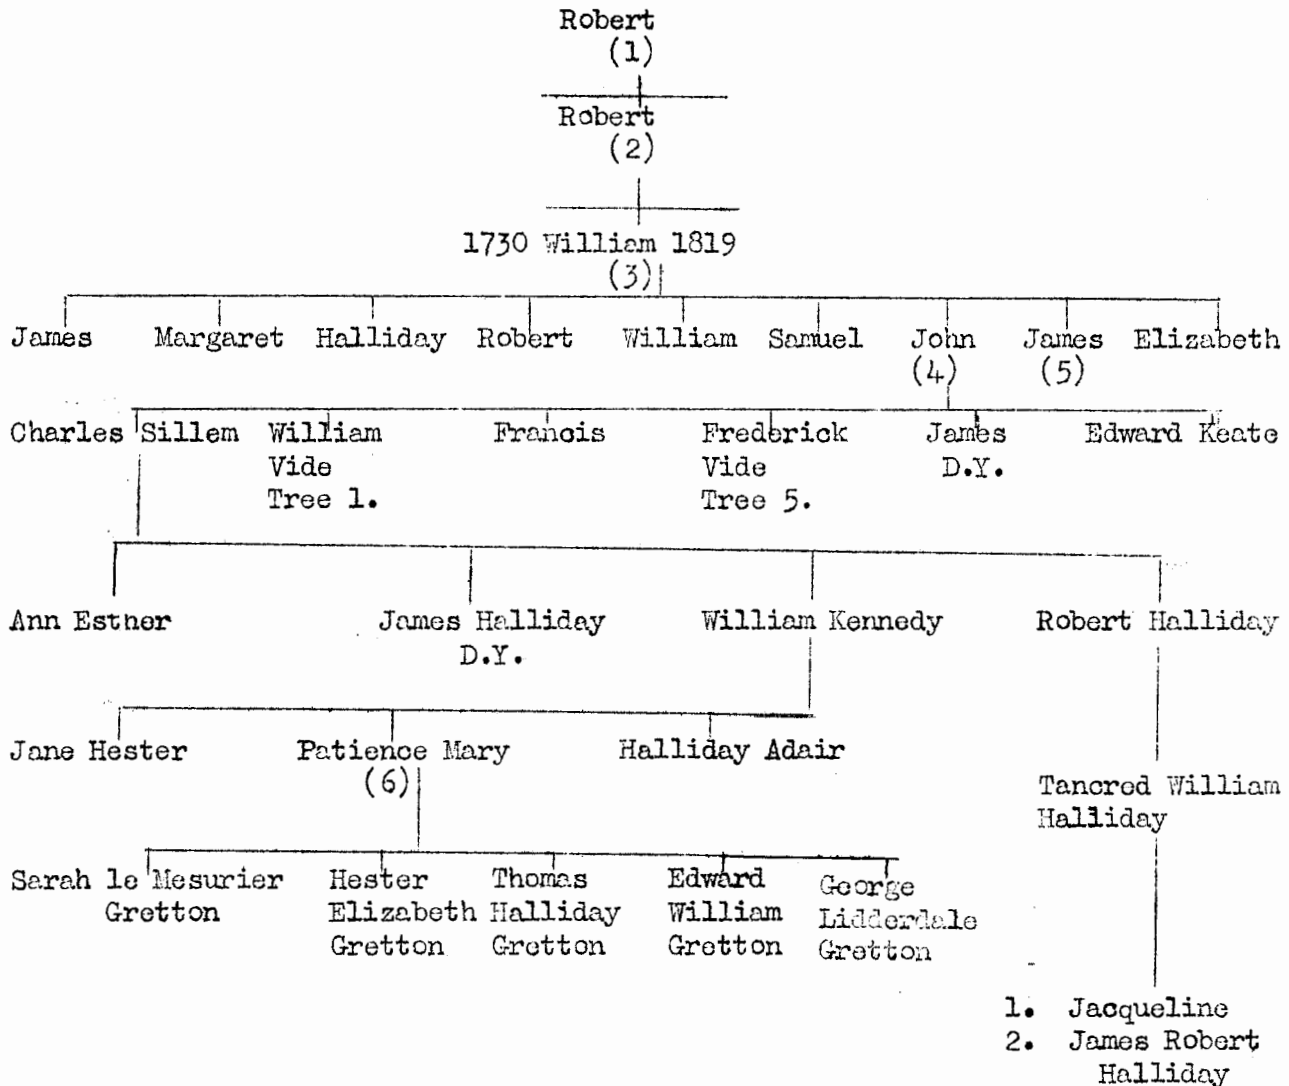 Robert
(1)
Robert
(2)
1730 William 1819
(3)
James Margaret Halliday Robert William Samuel John James Elizabeth
(4) (5)
Charles Sillem William Francis Frederick James Edward Keate
Vide Vide D.Y.
Tree 1. Tree 5.
Ann Esther James Halliday William Kennedy Robert Halliday
D.Y.
Jane Hester Patience Mary Halliday Adair
(6)
Tancred William
Halliday
Sarah le Mesurier Hester Thomas Edward George
Gretton Elizabeth Halliday William Lidderdale
Gretton Gretton Gretton Gretton
1. Jacqueline
2. James Robert
Halliday